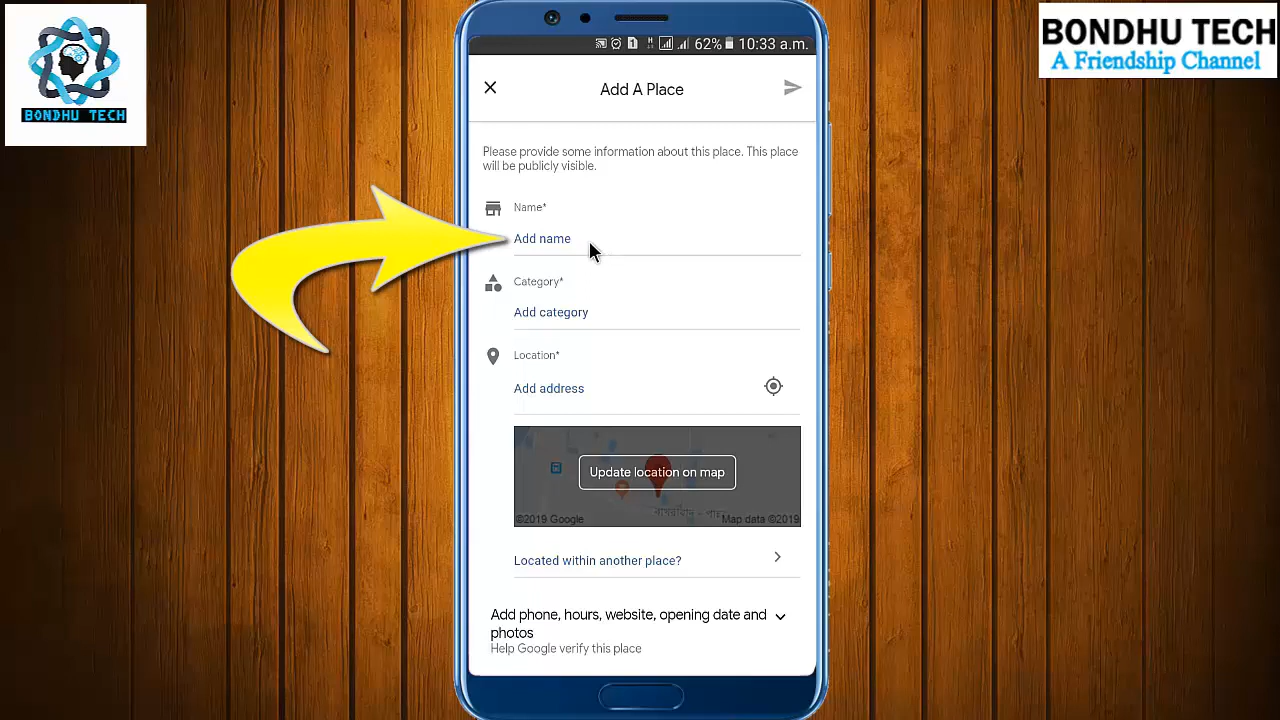 BONDHU TECH
BONDHU TECH
A Friendship Channel
62% 10:33 a.m.
Add A Place
Please provide some information about this place. This place
will be publicly visible.
Name*
Add name
Category*
Add category
Location*
Add address
Update location on map
©2019 Google
Map data ©2019
Located within another place?
Add phone, hours, website, opening date and
photos
Help Google verify this place